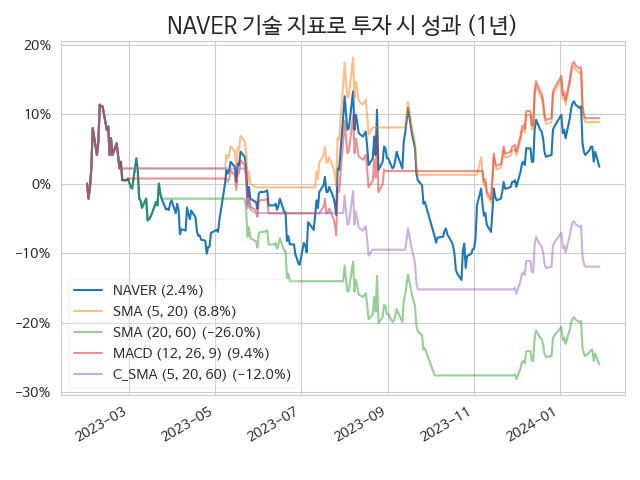 NAVER 기술 지표로 투자 시 성과 (1년)
20%
10%
0%
−10%
−20%
−30%
NAVER (2.4%)
SMA (5, 20) (8.8%)
SMA (20, 60) (−26.0%)
MACD (12, 26, 9) (9.4%)
C_SMA (5, 20, 60) (−12.0%)
2023−03
2023−05
2023−07
2023−09
2023−11
2024−01